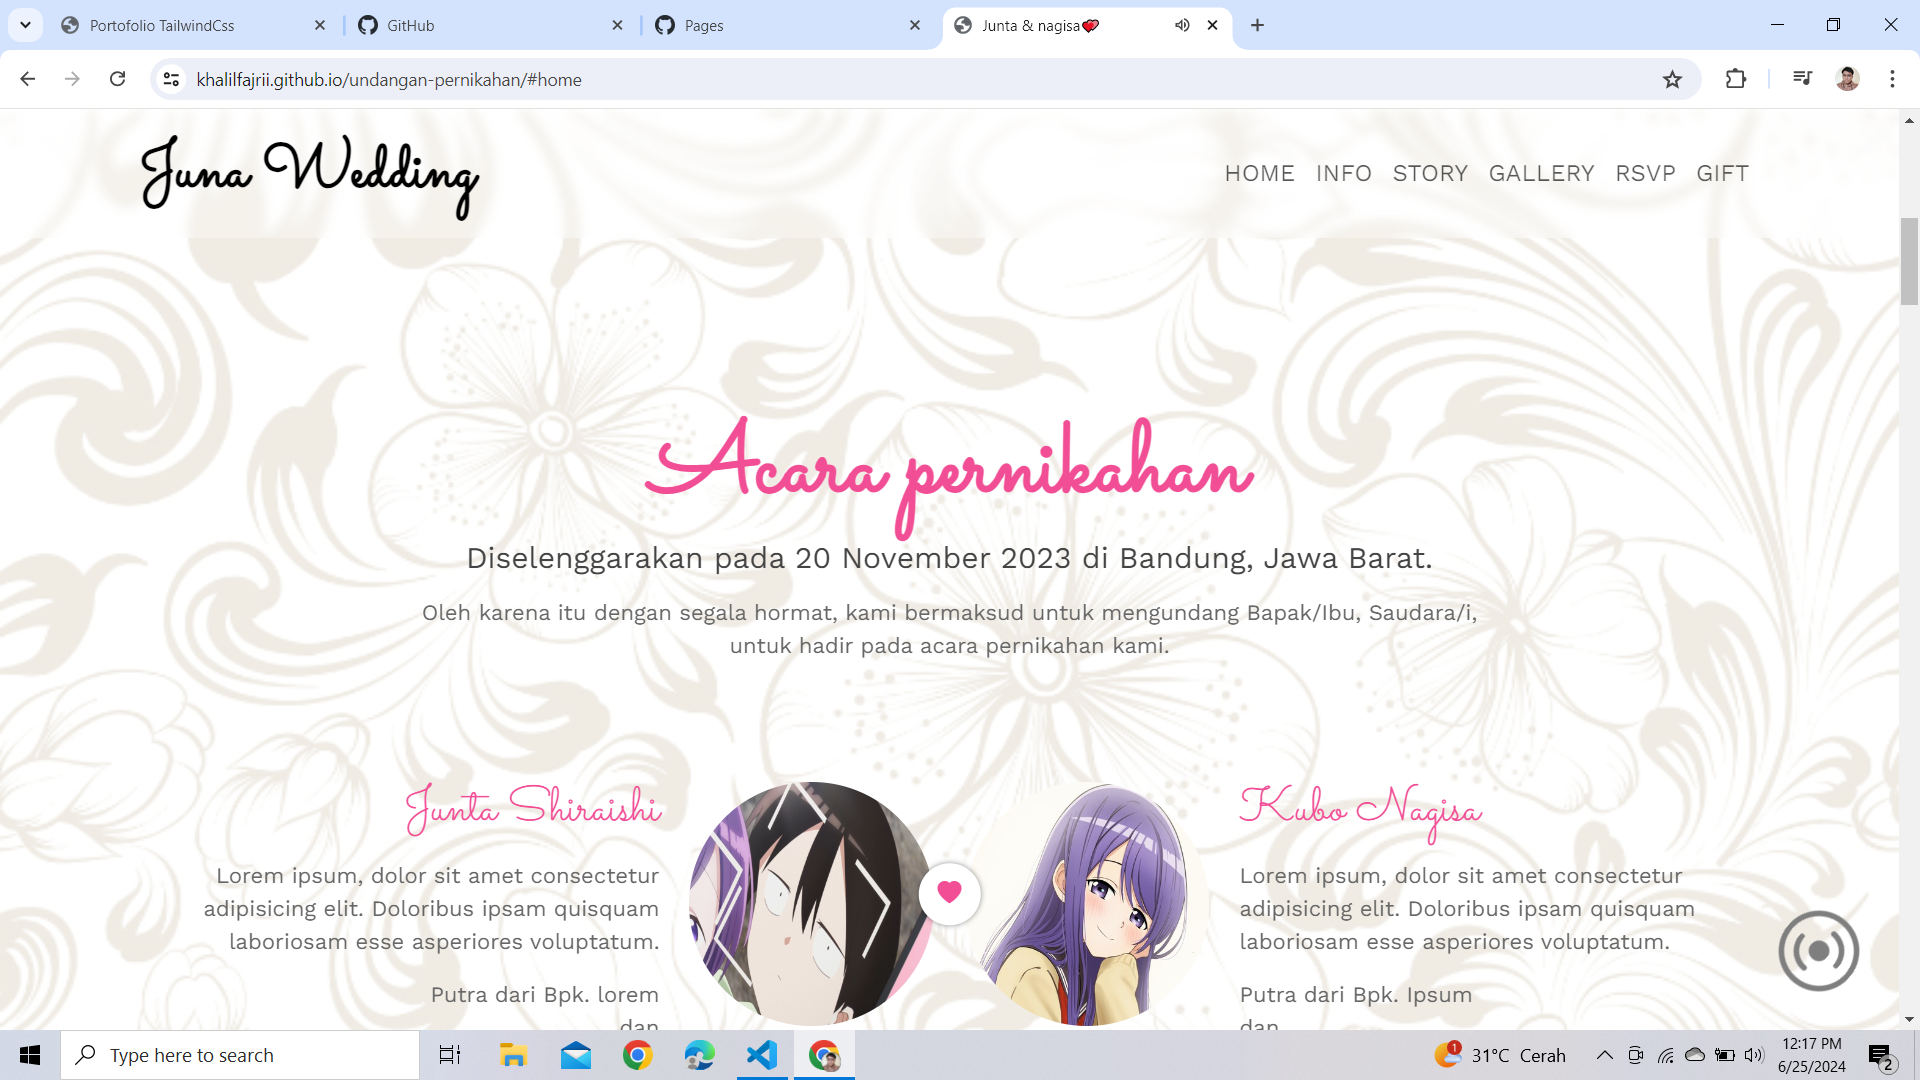 Portofolio TailwindCss
GitHub
Pages
Junta & nagisa
khalilfajrii.github.io/undangan-pernikahan/#home
Juna Wedding
HOME INFO STORY GALLERY RSVP GIFT
Acara pernikahan
Diselenggarakan pada 20 November 2023 di Bandung, Jawa Barat.
Oleh karena itu dengan segala hormat, kami bermaksud untuk mengundang Bapak/Ibu, Saudara/i,
untuk hadir pada acara pernikahan kami.
Junta Shiraishi
Lorem ipsum, dolor sit amet consectetur
adipisicing elit. Doloribus ipsam quisquam
laboriosam esse asperiores voluptatum.
Putra dari Bpk. lorem
dan
Kubo Nagisa
Lorem ipsum, dolor sit amet consectetur
adipisicing elit. Doloribus ipsam quisquam
laboriosam esse asperiores voluptatum.
Putra dari Bpk. Ipsum
dan
Type here to search
1
31°C Cerah
12:17 PM
6/25/2024
2